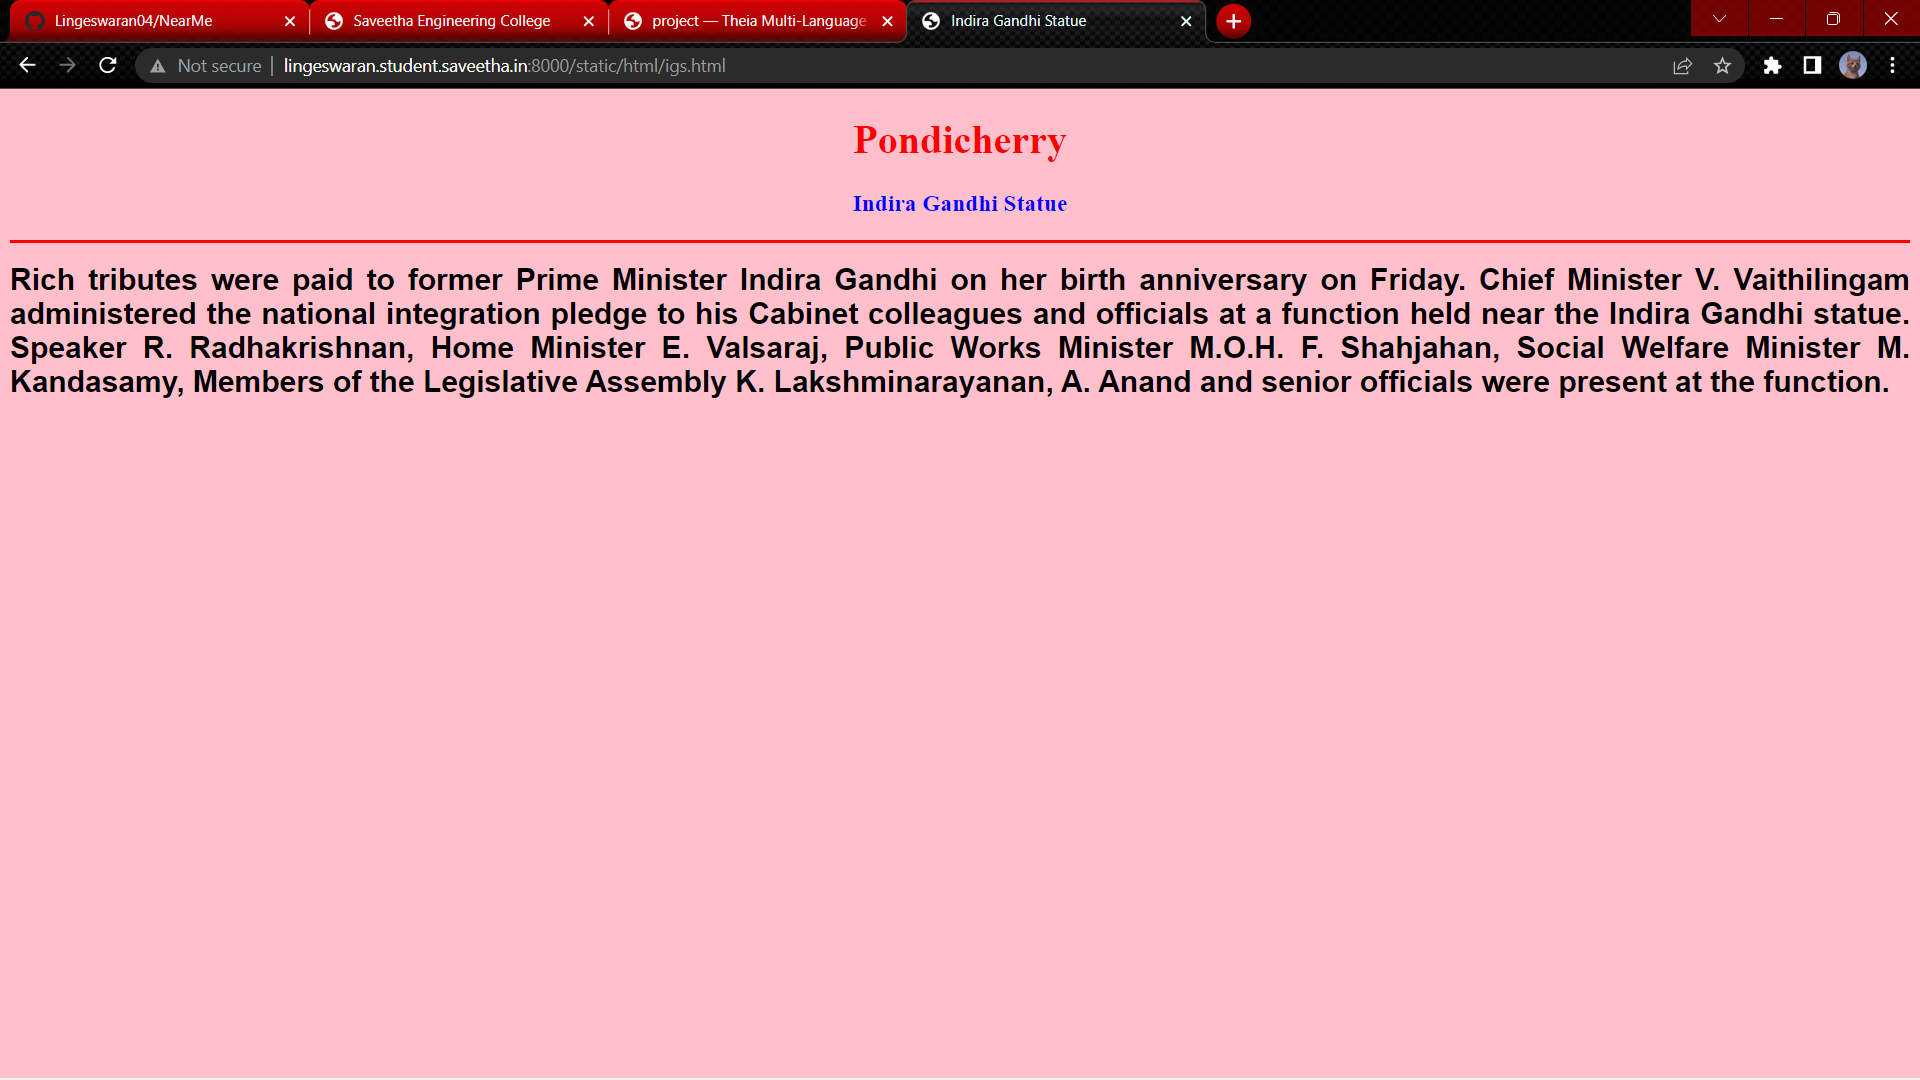 Lingeswaran04/NearMe
Saveetha Engineering College
project — Theia Multi-Language
Indira Gandhi Statue
Not secure | lingeswaran.student.saveetha.in:8000/static/html/igs.html
Pondicherry
Indira Gandhi Statue
Rich tributes were paid to former Prime Minister Indira Gandhi on her birth anniversary on Friday. Chief Minister V. Vaithilingam
administered the national integration pledge to his Cabinet colleagues and officials at a function held near the Indira Gandhi statue.
Speaker R. Radhakrishnan, Home Minister E. Valsaraj, Public Works Minister M.O.H. F. Shahjahan, Social Welfare Minister M.
Kandasamy, Members of the Legislative Assembly K. Lakshminarayanan, A. Anand and senior officials were present at the function.